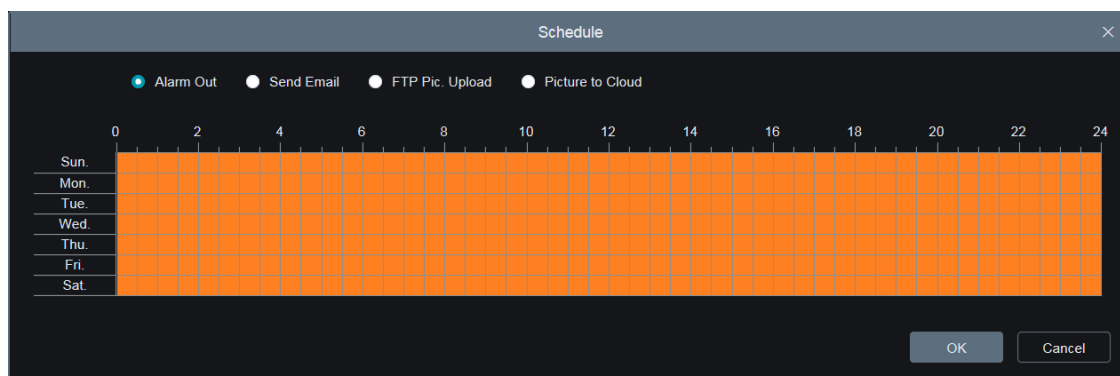 Schedule
Alarm Out Send Email FTP Pic. Upload Picture to Cloud
0 2 4 6 8 10 12 14 16 18 20 22 24
Sun.
Mon.
Tue.
Wed.
Thu.
Fri.
Sat.
OK Cancel